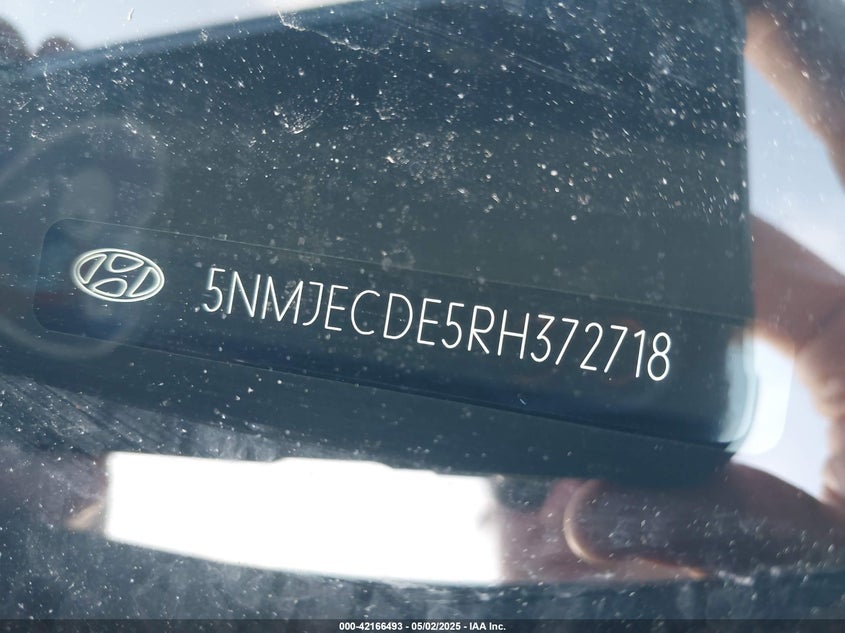 5NMJECDE5RH372718
000-42166493 - 05/02/2025 - IAA Inc.